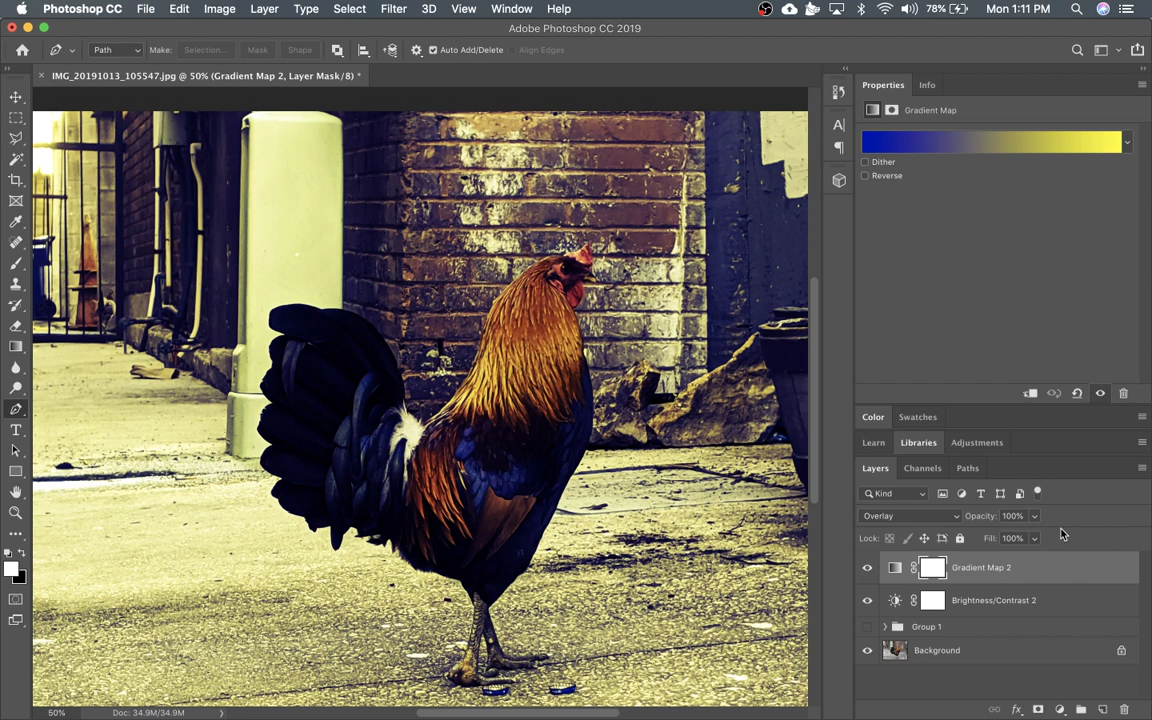 Photoshop CC File Edit Image Layer Type Select Filter 3D View Window Help 78% Mon 1:11 PM
Adobe Photoshop CC 2019
Path Make: Selection... Mask Shape Auto Add/Delete Align Edges
IMG_20191013_105547.jpg @ 50% (Gradient Map 2, Layer Mask/8) *
Properties Info
Gradient Map
Dither
Reverse
Color Swatches
Learn Libraries Adjustments
Layers Channels Paths
Kind
Overlay Opacity: 100%
Lock: Fill: 100%
Gradient Map 2
Brightness/Contrast 2
Group 1
Background
50% Doc: 34.9M/34.9M